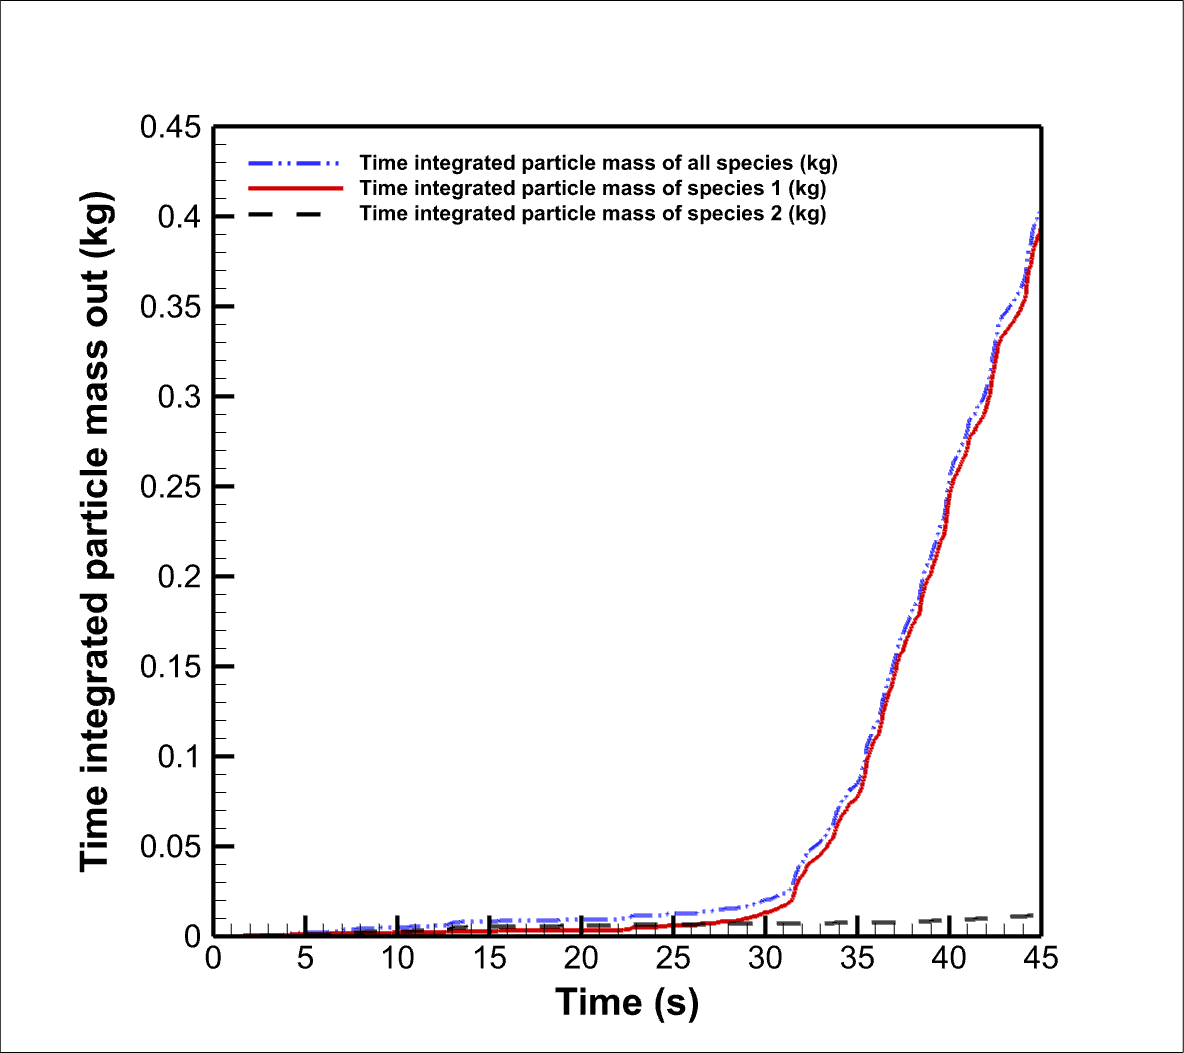 0.45
Time integrated particle mass of all species (kg)
Time integrated particle mass of species 1 (kg)
Time integrated particle mass of species 2 (kg)
0.4
0.35
0.3
0.25
0.2
0.15
0.1
0.05
0
Time integrated particle mass out (kg)
0 5 10 15 20 25 30 35 40 45
Time (s)